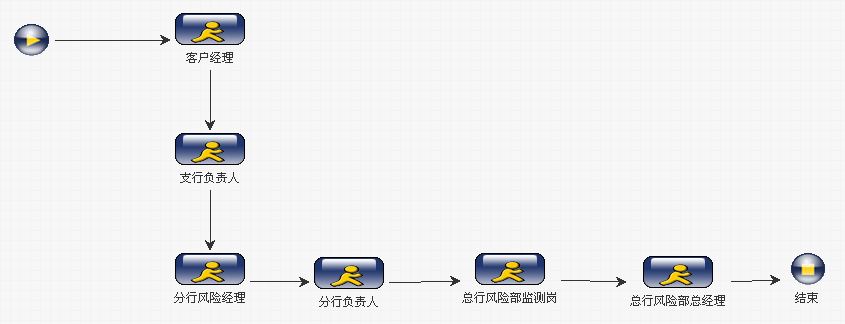 客户经理
支行负责人
分行风险经理
分行负责人
总行风险部监测岗
总行风险部总经理
结束